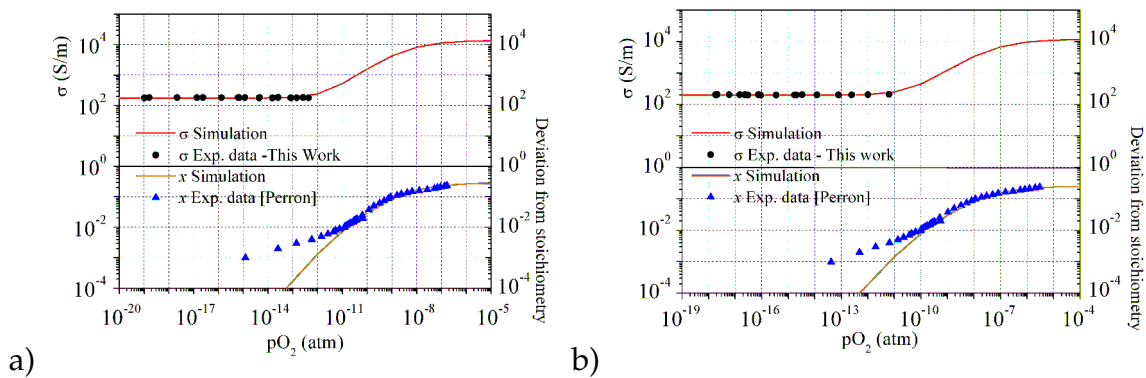 σ (S/m)
10^4
10^2
10^0
10^-2
10^-4
10^4
10^2
10^0
10^-2
10^-4
Deviation from stoichiometry
σ Simulation
σ Exp. data -This Work
x Simulation
x Exp. data [Perron]
10^-20 10^-17 10^-14 10^-11 10^-8 10^-5
pO2 (atm)
a)
σ (S/m)
10^4
10^2
10^0
10^-2
10^-4
10^4
10^2
10^0
10^-2
10^-4
Deviation from stoichiometry
σ Simulation
σ Exp. data - This work
x Simulation
x Exp. data [Perron]
10^-19 10^-16 10^-13 10^-10 10^-7 10^-4
pO2 (atm)
b)